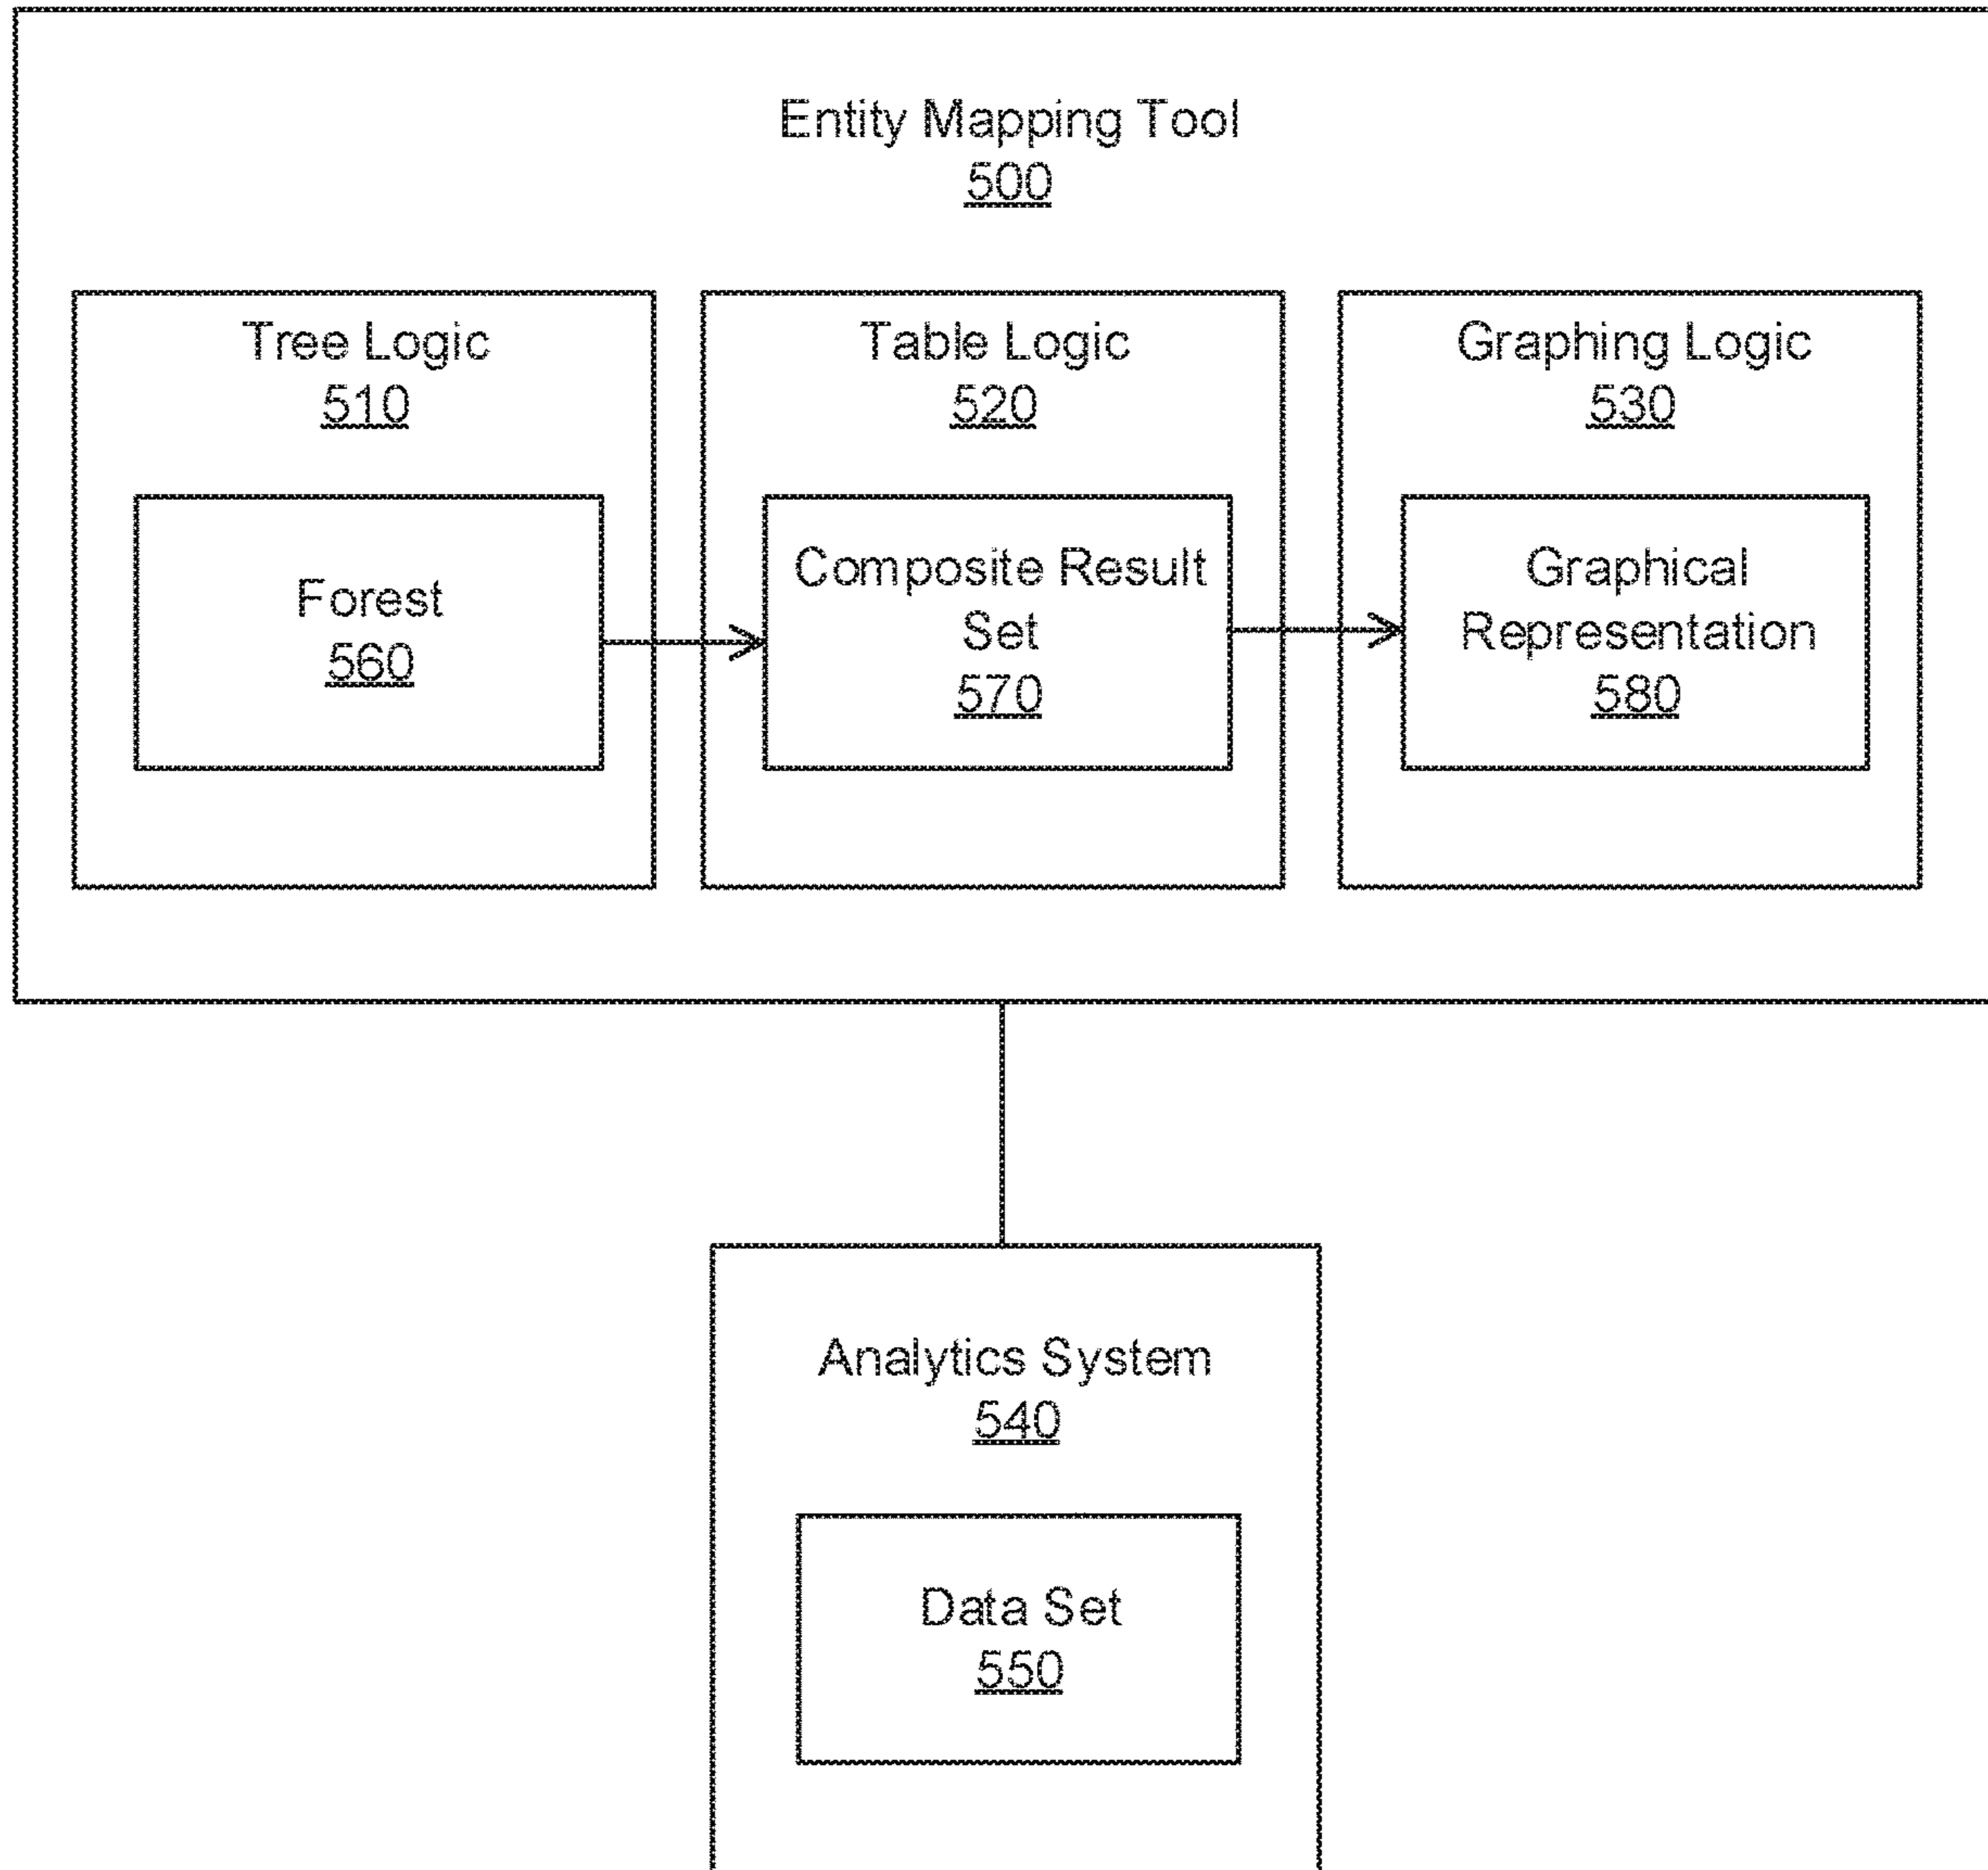 Entity Mapping Tool
500
Tree Logic
510
Forest
560
Table Logic
520
Composite Result
Set
570
Graphing Logic
530
Graphical
Representation
580
Analytics System
540
Data Set
550